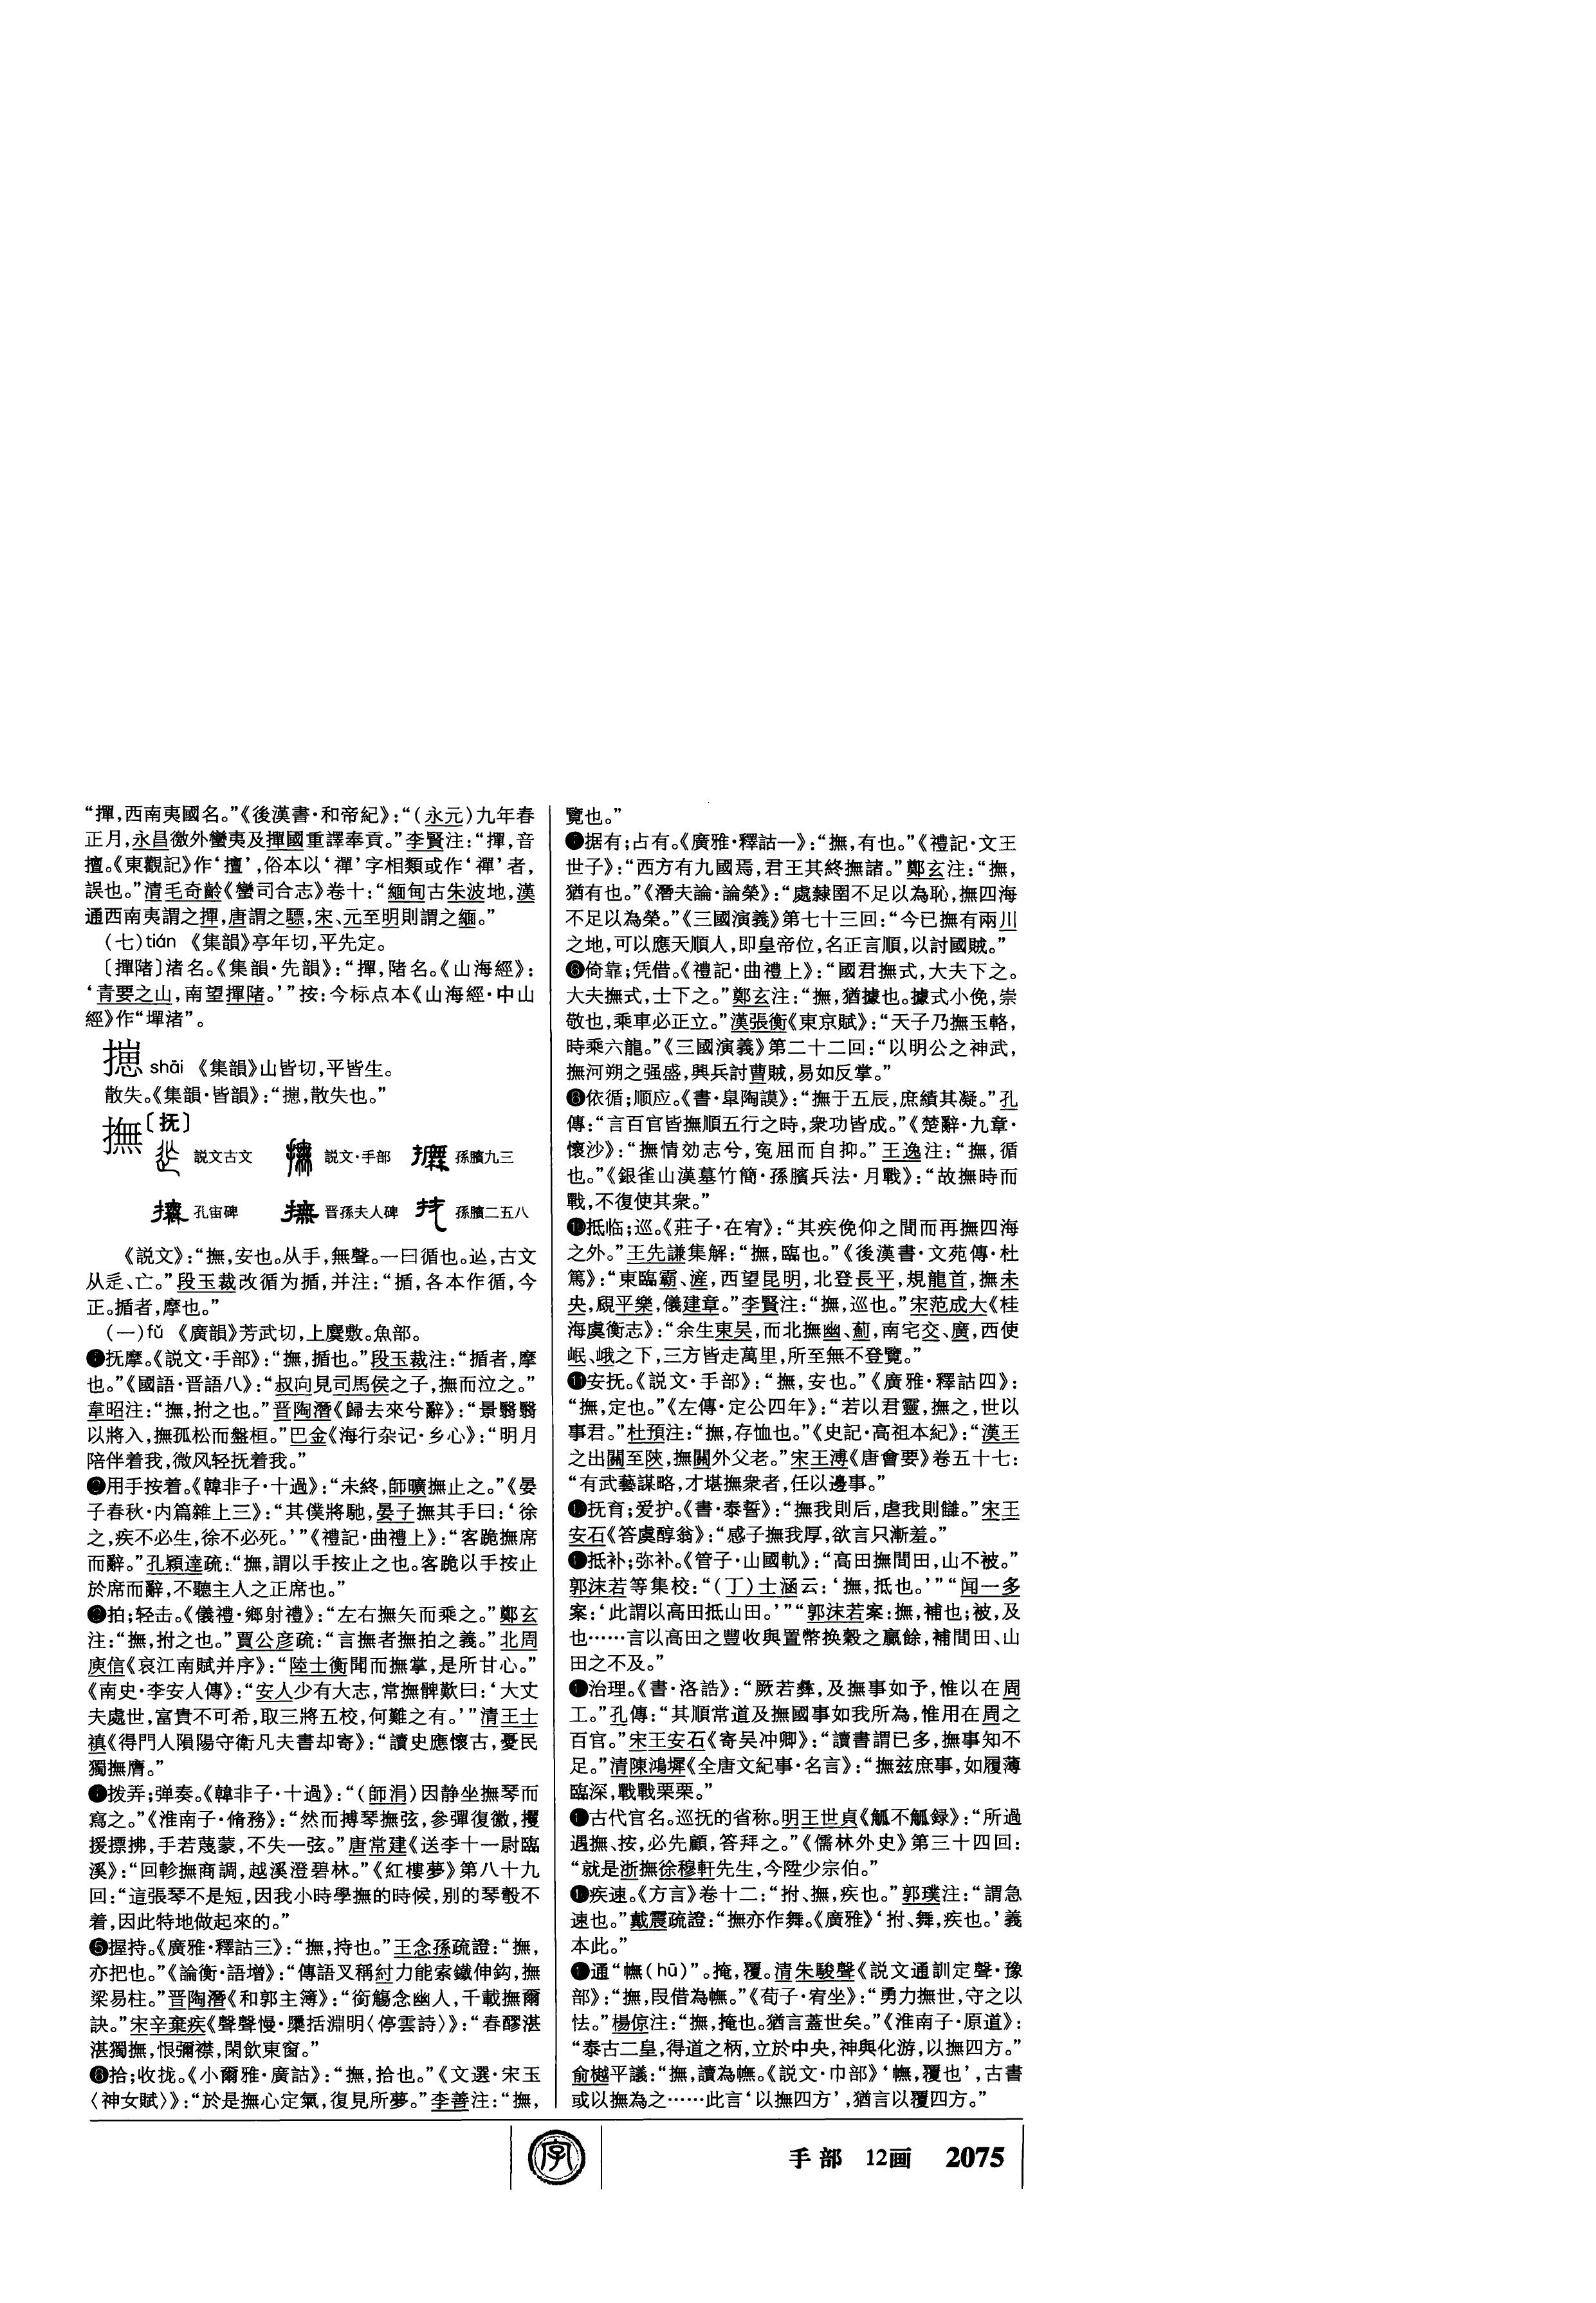 “撣，西南夷國名。”《後漢書·和帝紀》：“（永元）九年春
正月，永昌徼外蠻夷及撣國重譯奉貢。”李賢注：“撣，音
擅。《東觀記》作‘擅’，俗本以‘禪’字相類或作‘禪’者，
誤也。”清毛奇齡《蠻司合志》卷十：“緬甸古朱波地，漢
通西南夷謂之撣，唐謂之驃，宋、元至明則謂之緬。”
（七）tián 《集韻》亭年切，平先定。
〔撣陼〕渚名。《集韻·先韻》：“撣，陼名。《山海經》：
‘青要之山，南望撣陼。’”按：今标点本《山海經·中山
經》作“墠渚”。
摠 shāi 《集韻》山皆切，平皆生。
散失。《集韻·皆韻》：“摠，散失也。”
撫〔抚〕
説文古文 説文·手部 孫臏九三
孔宙碑 晋孫夫人碑 孫臏二五八
《説文》：“撫，安也。从手，無聲。一曰循也。𢻱，古文
从辵、亡。”段玉裁改循为揗，并注：“揗，各本作循，今
正。揗者，摩也。”
（一）fǔ 《廣韻》芳武切，上麌敷。魚部。
❶抚摩。《説文·手部》：“撫，揗也。”段玉裁注：“揗者，摩
也。”《國語·晋語八》：“叔向見司馬侯之子，撫而泣之。”
韋昭注：“撫，拊之也。”晋陶潛《歸去來兮辭》：“景翳翳
以將入，撫孤松而盤桓。”巴金《海行杂记·乡心》：“明月
陪伴着我，微风轻抚着我。”
❷用手按着。《韓非子·十過》：“未終，師曠撫止之。”《晏
子春秋·内篇雜上三》：“其僕將馳，晏子撫其手曰：‘徐
之，疾不必生，徐不必死。’”《禮記·曲禮上》：“客跪撫席
而辭。”孔穎達疏：“撫，謂以手按止之也。客跪以手按止
於席而辭，不聽主人之正席也。”
❸拍；轻击。《儀禮·鄉射禮》：“左右撫矢而乘之。”鄭玄
注：“撫，拊之也。”賈公彦疏：“言撫者撫拍之義。”北周
庾信《哀江南賦并序》：“陸士衡聞而撫掌，是所甘心。”
《南史·李安人傳》：“安人少有大志，常撫髀歎曰：‘大丈
夫處世，富貴不可希，取三將五校，何難之有。’”清王士
禛《得門人隕陽守衛凡夫書却寄》：“讀史應懷古，憂民
獨撫膺。”
❹拨弄；弹奏。《韓非子·十過》：“（師涓）因静坐撫琴而
寫之。”《淮南子·脩務》：“然而搏琴撫弦，參彈復徽，攫
援摽拂，手若蔑蒙，不失一弦。”唐常建《送李十一尉臨
溪》：“回軫撫商調，越溪澄碧林。”《紅樓夢》第八十九
回：“這張琴不是短，因我小時學撫的時候，别的琴彀不
着，因此特地做起來的。”
❺握持。《廣雅·釋詁三》：“撫，持也。”王念孫疏證：“撫，
亦把也。”《論衡·語增》：“傳語又稱紂力能索鐵伸鈎，撫
梁易柱。”晋陶潛《和郭主簿》：“銜觴念幽人，千載撫爾
訣。”宋辛棄疾《聲聲慢·檃括淵明〈停雲詩〉》：“春醪湛
湛獨撫，恨彌襟，閑飲東窗。”
❻拾；收拢。《小爾雅·廣詁》：“撫，拾也。”《文選·宋玉
〈神女賦〉》：“於是撫心定氣，復見所夢。”李善注：“撫，
覽也。”
❼据有；占有。《廣雅·釋詁一》：“撫，有也。”《禮記·文王
世子》：“西方有九國焉，君王其終撫諸。”鄭玄注：“撫，
猶有也。”《潛夫論·論榮》：“處隸圉不足以為恥，撫四海
不足以為榮。”《三國演義》第七十三回：“今已撫有兩川
之地，可以應天順人，即皇帝位，名正言順，以討國賊。”
❽倚靠；凭借。《禮記·曲禮上》：“國君撫式，大夫下之。
大夫撫式，士下之。”鄭玄注：“撫，猶據也。據式小俛，崇
敬也，乘車必正立。”漢張衡《東京賦》：“天子乃撫玉輅，
時乘六龍。”《三國演義》第二十二回：“以明公之神武，
撫河朔之强盛，興兵討曹賊，易如反掌。”
❾依循；顺应。《書·皋陶謨》：“撫于五辰，庶績其凝。”孔
傳：“言百官皆撫順五行之時，衆功皆成。”《楚辭·九章·
懷沙》：“撫情効志兮，寃屈而自抑。”王逸注：“撫，循
也。”《銀雀山漢墓竹簡·孫臏兵法·月戰》：“故撫時而
戰，不復使其衆。”
❿抵临；巡。《莊子·在宥》：“其疾俛仰之間而再撫四海
之外。”王先謙集解：“撫，臨也。”《後漢書·文苑傳·杜
篤》：“東臨霸、滻，西望昆明，北登長平，規龍首，撫未
央，覛平樂，儀建章。”李賢注：“撫，巡也。”宋范成大《桂
海虞衡志》：“余生東吴，而北撫幽、薊，南宅交、廣，西使
岷、峨之下，三方皆走萬里，所至無不登覽。”
⓫安抚。《説文·手部》：“撫，安也。”《廣雅·釋詁四》：
“撫，定也。”《左傳·定公四年》：“若以君靈，撫之，世以
事君。”杜預注：“撫，存恤也。”《史記·高祖本紀》：“漢王
之出關至陝，撫關外父老。”宋王溥《唐會要》卷五十七：
“有武藝謀略，才堪撫衆者，任以邊事。”
⓬抚育；爱护。《書·泰誓》：“撫我則后，虐我則讎。”宋王
安石《答虞醇翁》：“感子撫我厚，欲言只漸羞。”
⓭抵补；弥补。《管子·山國軌》：“高田撫間田，山不被。”
郭沫若等集校：“（丁）士涵云：‘撫，抵也。’”“闻一多
案：‘此謂以高田抵山田。’”“郭沫若案：撫，補也；被，及
也……言以高田之豐收與置幣换穀之贏餘，補間田、山
田之不及。”
⓮治理。《書·洛誥》：“厥若彝，及撫事如予，惟以在周
工。”孔傳：“其順常道及撫國事如我所為，惟用在周之
百官。”宋王安石《寄吴冲卿》：“讀書謂已多，撫事知不
足。”清陳鴻墀《全唐文紀事·名言》：“撫兹庶事，如履薄
臨深，戰戰栗栗。”
⓯古代官名。巡抚的省称。明王世貞《觚不觚録》：“所過
遇撫、按，必先顧，答拜之。”《儒林外史》第三十四回：
“就是浙撫徐穆軒先生，今陞少宗伯。”
⓰疾速。《方言》卷十二：“拊、撫，疾也。”郭璞注：“謂急
速也。”戴震疏證：“撫亦作舞。《廣雅》‘拊、舞，疾也。’義
本此。”
⓱通“幠（hū）”。掩，覆。清朱駿聲《説文通訓定聲·豫
部》：“撫，叚借為幠。”《荀子·宥坐》：“勇力撫世，守之以
怯。”楊倞注：“撫，掩也。猶言蓋世矣。”《淮南子·原道》：
“泰古二皇，得道之柄，立於中央，神與化游，以撫四方。”
俞樾平議：“撫，讀為幠。《説文·巾部》‘幠，覆也’，古書
或以撫為之……此言‘以撫四方’，猶言以覆四方。”
字
手部 12画 2075